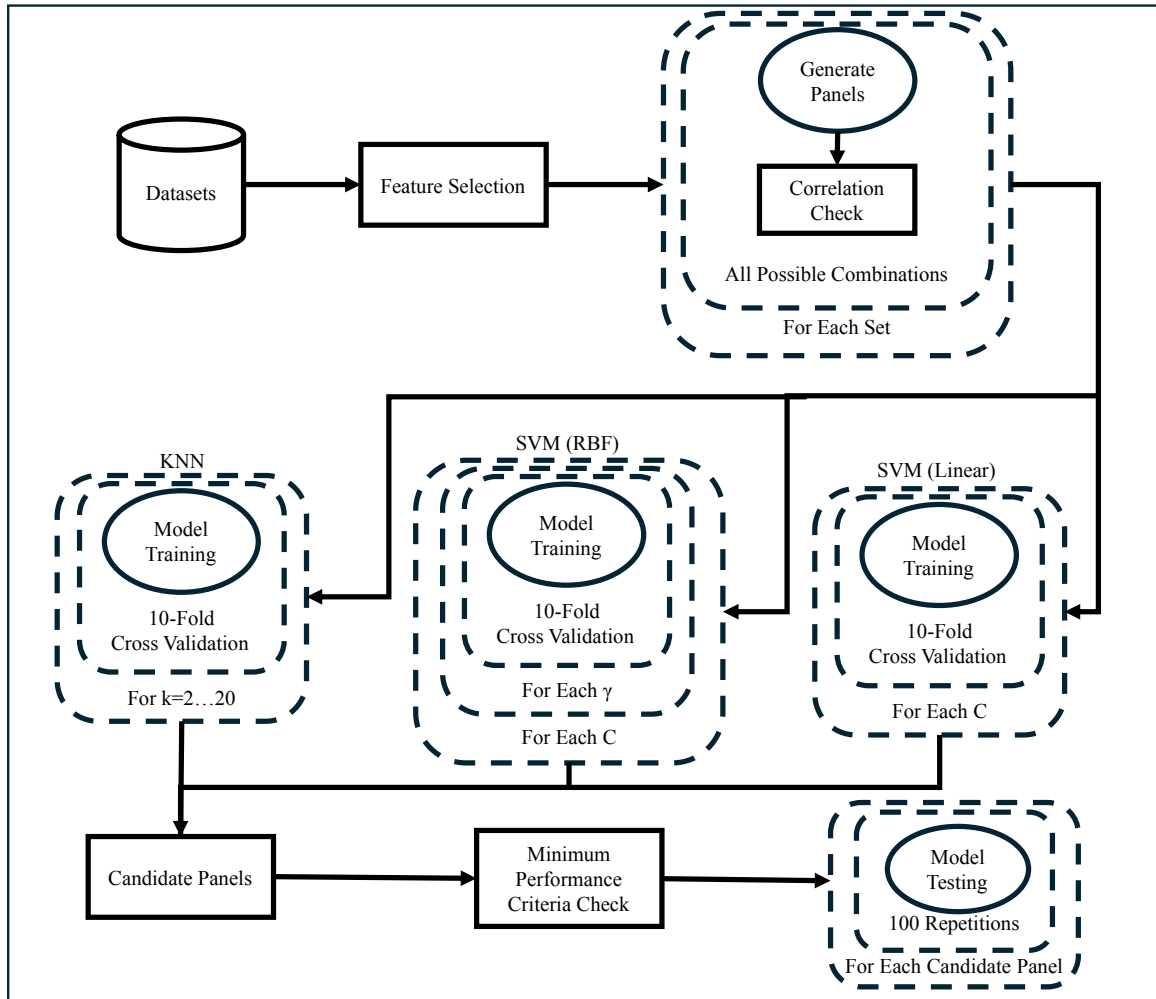 Generate
Panels
Datasets
Feature Selection
Correlation
Check
All Possible Combinations
For Each Set
KNN
Model
Training
10-Fold
Cross Validation
For k=2...20
SVM (RBF)
Model
Training
10-Fold
Cross Validation
For Each γ
For Each C
SVM (Linear)
Model
Training
10-Fold
Cross Validation
For Each C
Candidate Panels
Minimum
Performance
Criteria Check
Model
Testing
100 Repetitions
For Each Candidate Panel